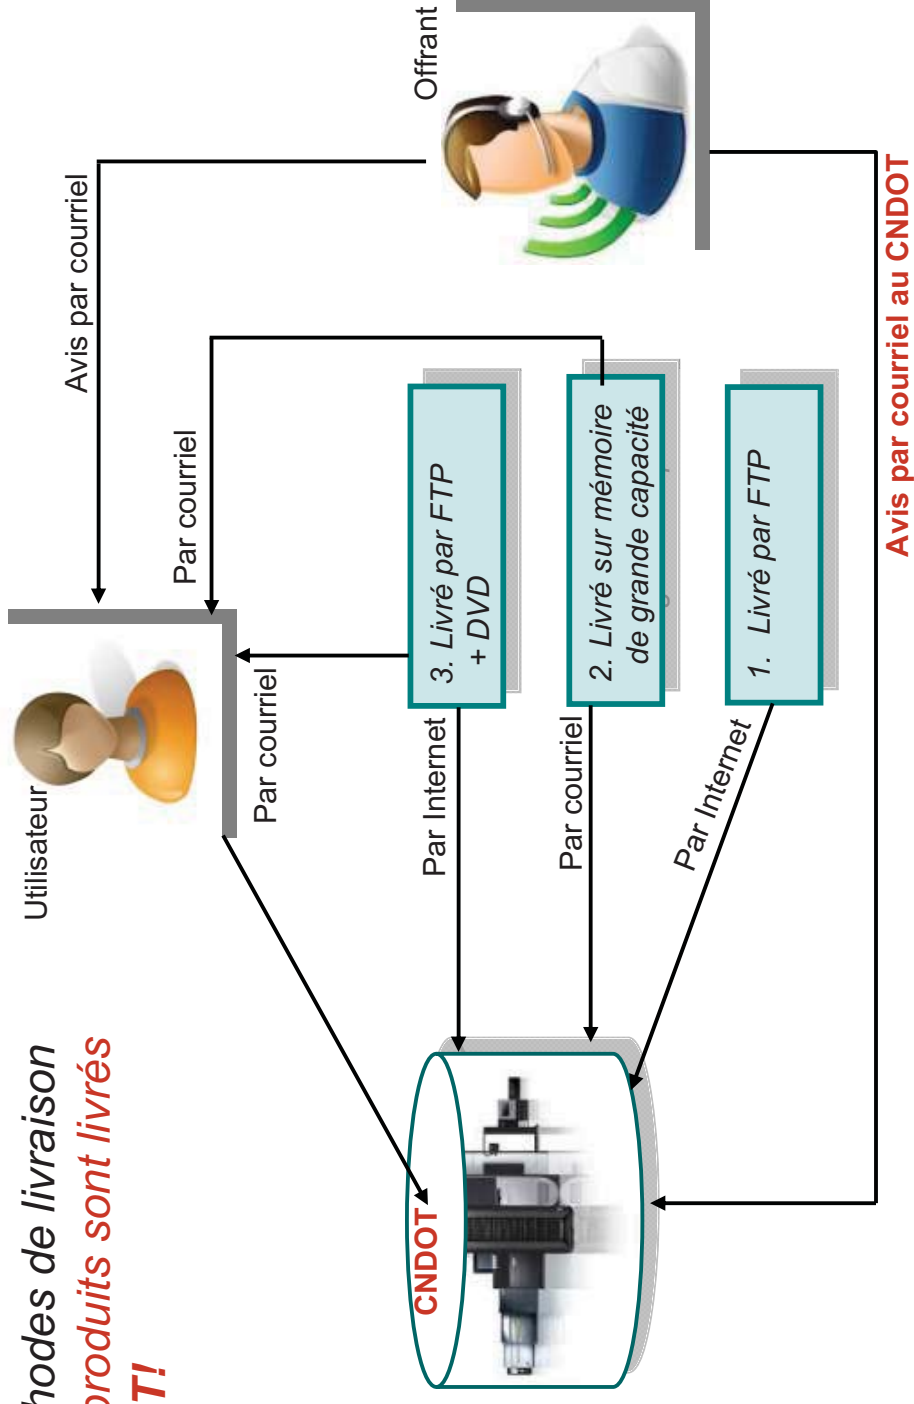 hodes de livraison
produits sont livrés
T!
Utilisateur
Avis par courriel
Par courriel
Par courriel
Offrant
CNDOT
Par Internet
3. Livré par FTP
+ DVD
Par courriel
2. Livré sur mémoire
de grande capacité
Par Internet
1. Livré par FTP
Avis par courriel au CNDOT